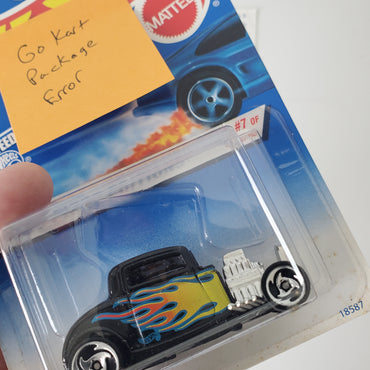 MATTEL
Go Kart
Package
Error
#7 OF
18587